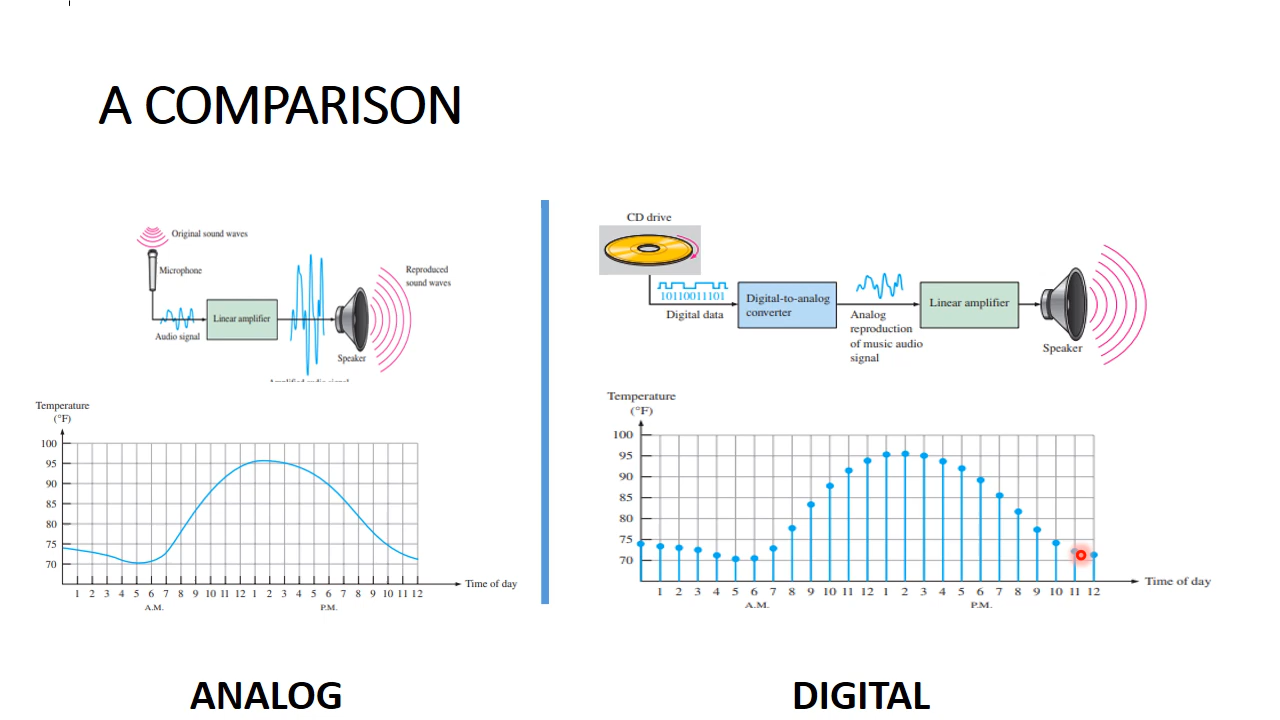 A COMPARISON
Original sound waves
Microphone
Audio signal
Linear amplifier
Speaker
Reproduced
sound waves
Temperature
(°F)
100
95
90
85
80
75
70
1 2 3 4 5 6 7 8 9 10 11 12 1 2 3 4 5 6 7 8 9 10 11 12
A.M. P.M.
Time of day
ANALOG
CD drive
10110011101
Digital data
Digital-to-analog
converter
Analog
reproduction
of music audio
signal
Linear amplifier
Speaker
Temperature
(°F)
100
95
90
85
80
75
70
1 2 3 4 5 6 7 8 9 10 11 12 1 2 3 4 5 6 7 8 9 10 11 12
A.M. P.M.
Time of day
DIGITAL